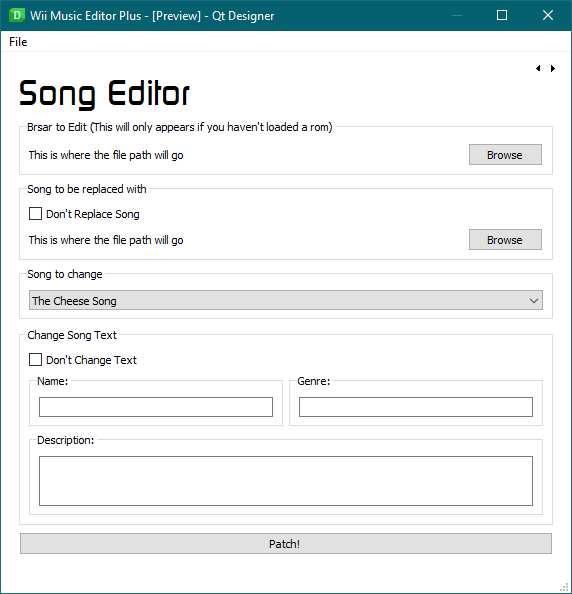 Wii Music Editor Plus - [Preview] - Qt Designer
File
Song Editor
Brsar to Edit (This will only appears if you haven't loaded a rom)
This is where the file path will go
Browse
Song to be replaced with
Don't Replace Song
This is where the file path will go
Browse
Song to change
The Cheese Song
Change Song Text
Don't Change Text
Name:
Genre:
Description:
Patch!